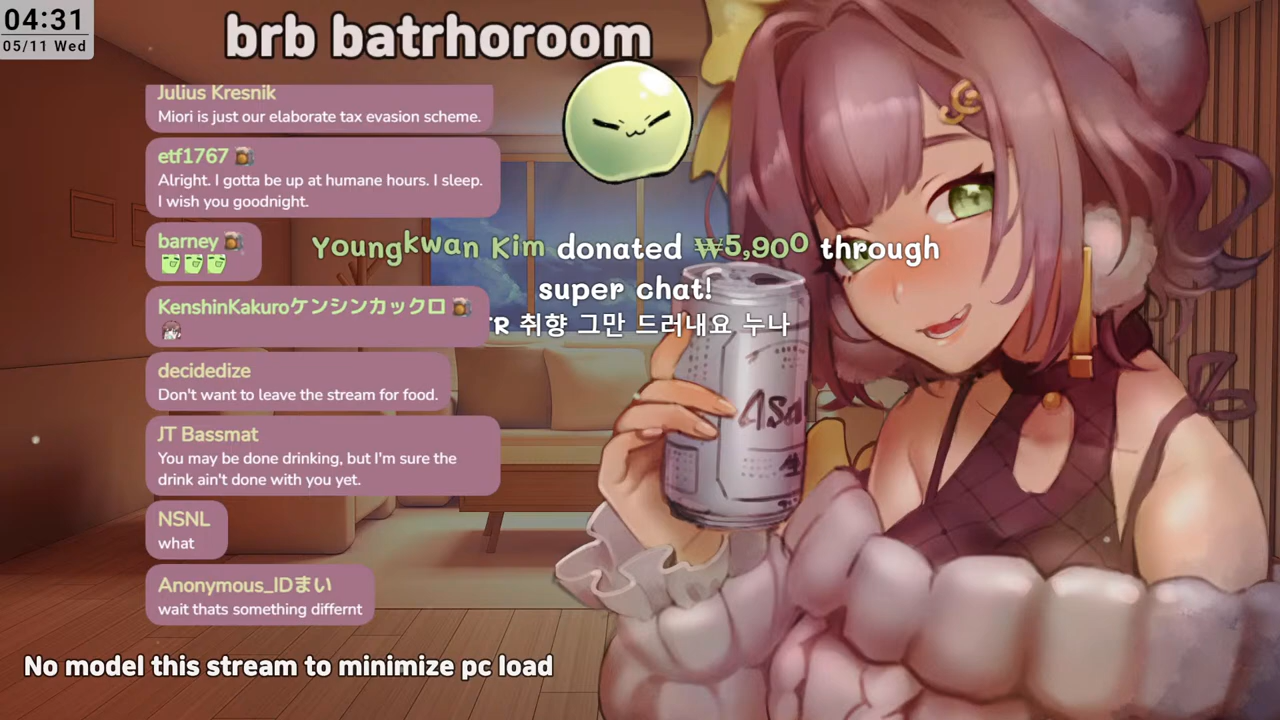 04:31
05/11 Wed
brb batrhoroom
Julius Kresnik
Miori is just our elaborate tax evasion scheme.
etf1767
Alright. I gotta be up at humane hours. I sleep.
I wish you goodnight.
barney
Youngkwan Kim donated ₩5,900 through
super chat!
취향 그만 드러내요 누나
KenshinKakuroケンシンカックロ
decidedize
Don't want to leave the stream for food.
JT Bassmat
You may be done drinking, but I'm sure the
drink ain't done with you yet.
NSNL
what
Anonymous_IDまい
wait thats something differnt
No model this stream to minimize pc load